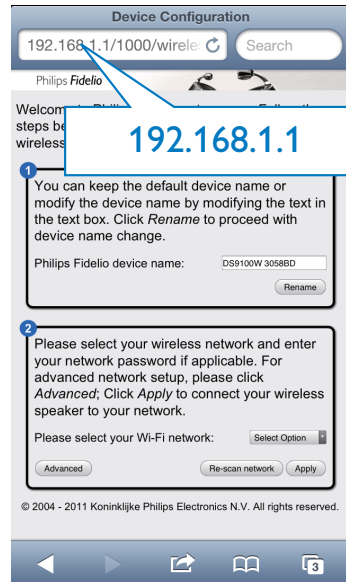 Device Configuration
192.168.1.1/1000/wirele
Search
Philips Fidelio
192.168.1.1
steps be
wireless
1
You can keep the default device name or
modify the device name by modifying the text in
the text box. Click Rename to proceed with
device name change.
Philips Fidelio device name: DS9100W 3058BD
Rename
2
Please select your wireless network and enter
your network password if applicable. For
advanced network setup, please click
Advanced; Click Apply to connect your wireless
speaker to your network.
Please select your Wi-Fi network: Select Option
Advanced Re-scan network Apply
© 2004 - 2011 Koninklijke Philips Electronics N.V. All rights reserved.
3